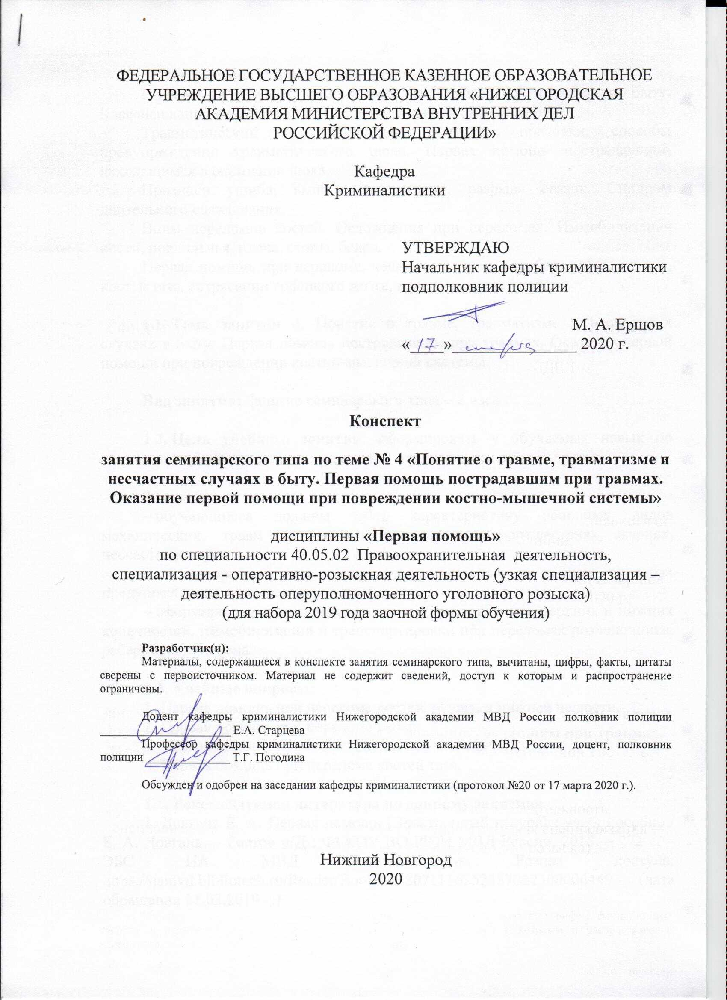 ФЕДЕРАЛЬНОЕ ГОСУДАРСТВЕННОЕ КАЗЕННОЕ ОБРАЗОВАТЕЛЬНОЕ
УЧРЕЖДЕНИЕ ВЫСШЕГО ОБРАЗОВАНИЯ «НИЖЕГОРОДСКАЯ
АКАДЕМИЯ МИНИСТЕРСТВА ВНУТРЕННИХ ДЕЛ
РОССИЙСКОЙ ФЕДЕРАЦИИ»
Кафедра
Криминалистики
УТВЕРЖДАЮ
Начальник кафедры криминалистики
подполковник полиции
М. А. Ершов
«17» марта 2020 г.
Конспект
занятия семинарского типа по теме № 4 «Понятие о травме, травматизме и
несчастных случаях в быту. Первая помощь пострадавшим при травмах.
Оказание первой помощи при повреждении костно-мышечной системы»
дисциплины «Первая помощь»
по специальности 40.05.02 Правоохранительная деятельность,
специализация - оперативно-розыскная деятельность (узкая специализация –
деятельность оперуполномоченного уголовного розыска)
(для набора 2019 года заочной формы обучения)
Разработчик(и):
Материалы, содержащиеся в конспекте занятия семинарского типа, вычитаны, цифры, факты, цитаты
сверены с первоисточником. Материал не содержит сведений, доступ к которым и распространение
ограничены.
Доцент кафедры криминалистики Нижегородской академии МВД России полковник полиции
Е.А. Старцева
Профессор кафедры криминалистики Нижегородской академии МВД России, доцент, полковник
полиции Т.Г. Погодина
Обсужден и одобрен на заседании кафедры криминалистики (протокол №20 от 17 марта 2020 г.).
Нижний Новгород
2020